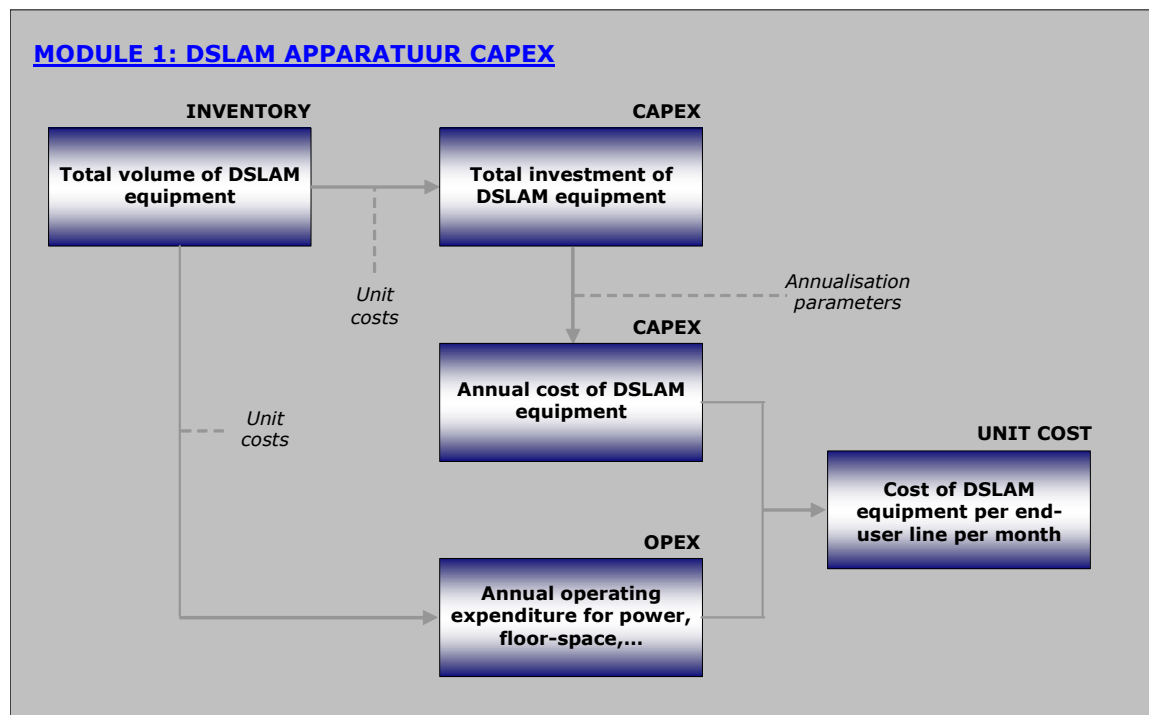 MODULE 1: DSLAM APPARATUUR CAPEX
INVENTORY
Total volume of DSLAM
equipment
CAPEX
Total investment of
DSLAM equipment
Unit
costs
Annualisation
parameters
CAPEX
Annual cost of DSLAM
equipment
Unit
costs
UNIT COST
Cost of DSLAM
equipment per end-
user line per month
OPEX
Annual operating
expenditure for power,
floor-space,...